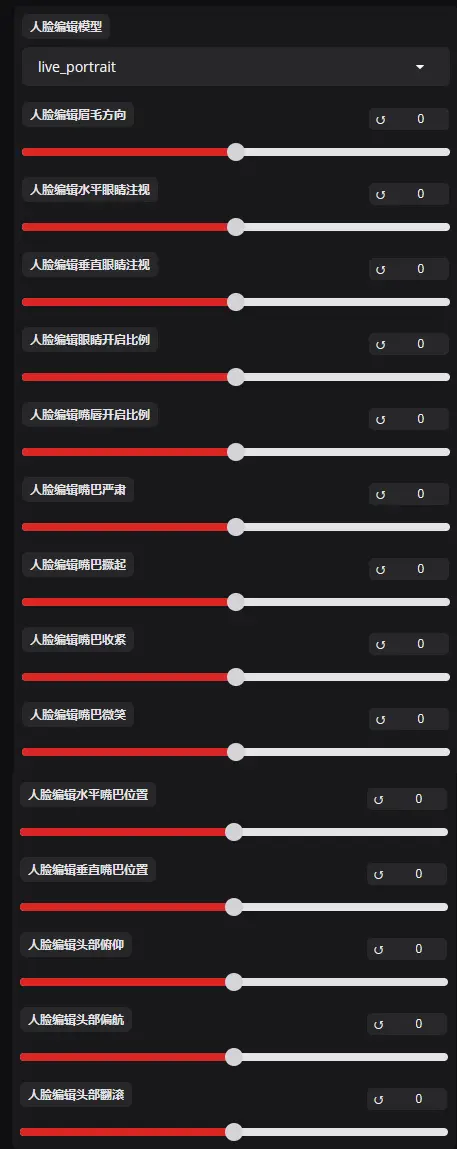 人脸编辑模型
live_portrait
人脸编辑眉毛方向
↺ 0
人脸编辑水平眼睛注视
↺ 0
人脸编辑垂直眼睛注视
↺ 0
人脸编辑眼睛开启比例
↺ 0
人脸编辑嘴唇开启比例
↺ 0
人脸编辑嘴巴严肃
↺ 0
人脸编辑嘴巴撅起
↺ 0
人脸编辑嘴巴收紧
↺ 0
人脸编辑嘴巴微笑
↺ 0
人脸编辑水平嘴巴位置
↺ 0
人脸编辑垂直嘴巴位置
↺ 0
人脸编辑头部俯仰
↺ 0
人脸编辑头部偏航
↺ 0
人脸编辑头部翻滚
↺ 0